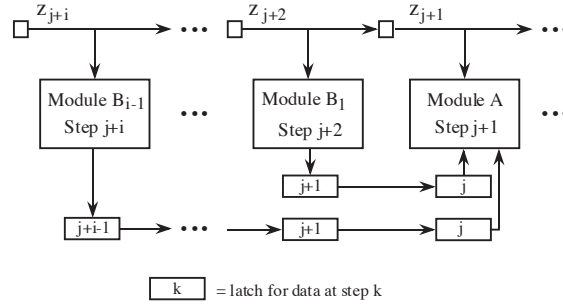 z_{j+i} ••• z_{j+2} z_{j+1} •••
Module B_{i-1} ••• Module B_1 Module A •••
Step j+i Step j+2 Step j+1
j+1 j
j+i-1 ••• j+1 j
k = latch for data at step k